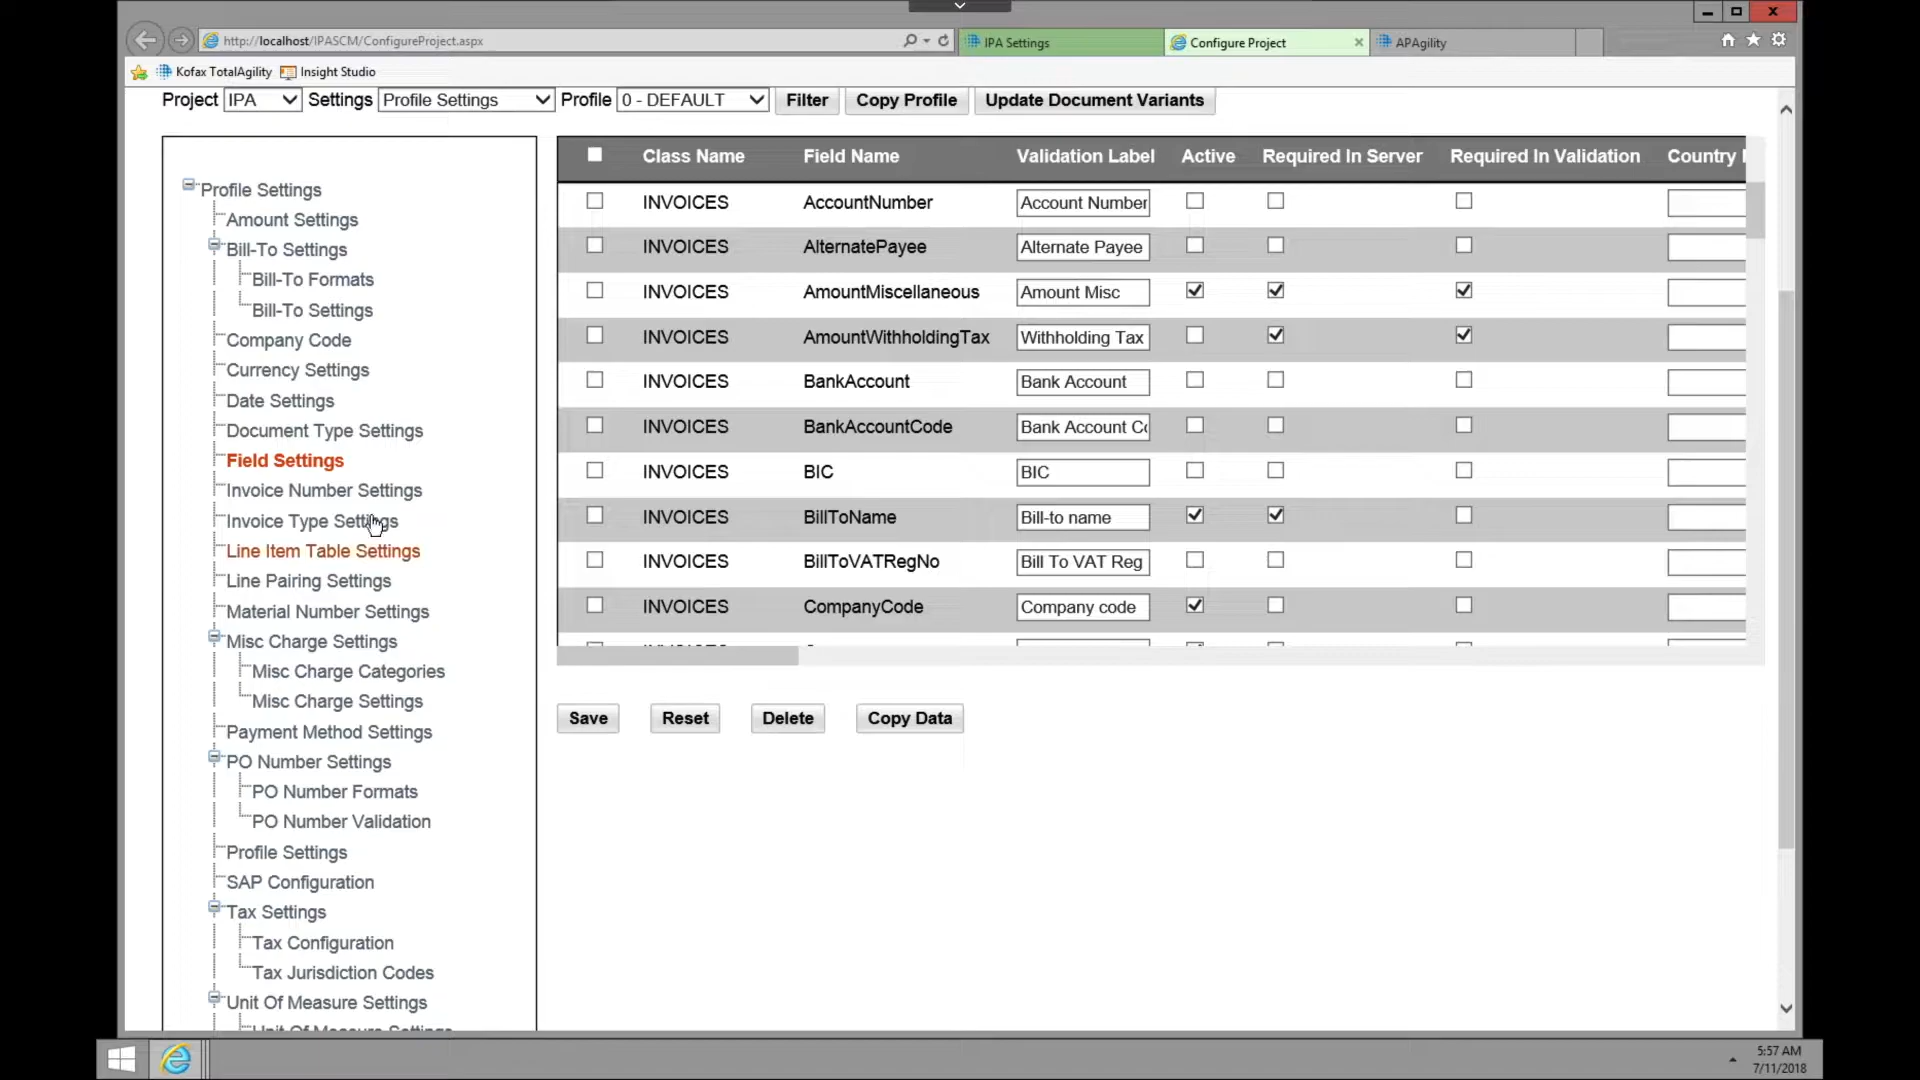 http://localhost/IPASCM/ConfigureProject.aspx
IPA Settings
Configure Project
APAgility
Kofax TotalAgility
Insight Studio
Project IPA Settings Profile Settings Profile 0 - DEFAULT Filter Copy Profile Update Document Variants
Profile Settings
Amount Settings
Bill-To Settings
Bill-To Formats
Bill-To Settings
Company Code
Currency Settings
Date Settings
Document Type Settings
Field Settings
Invoice Number Settings
Invoice Type Settings
Line Item Table Settings
Line Pairing Settings
Material Number Settings
Misc Charge Settings
Misc Charge Categories
Misc Charge Settings
Payment Method Settings
PO Number Settings
PO Number Formats
PO Number Validation
Profile Settings
SAP Configuration
Tax Settings
Tax Configuration
Tax Jurisdiction Codes
Unit Of Measure Settings
Unit Of Measure Settings
Class Name Field Name Validation Label Active Required In Server Required In Validation Country
INVOICES AccountNumber Account Number
INVOICES AlternatePayee Alternate Payee
INVOICES AmountMiscellaneous Amount Misc
INVOICES AmountWithholdingTax Withholding Tax
INVOICES BankAccount Bank Account
INVOICES BankAccountCode Bank Account Co
INVOICES BIC BIC
INVOICES BillToName Bill-to name
INVOICES BillToVATRegNo Bill To VAT Reg
INVOICES CompanyCode Company code
Save Reset Delete Copy Data
5:57 AM
7/11/2018